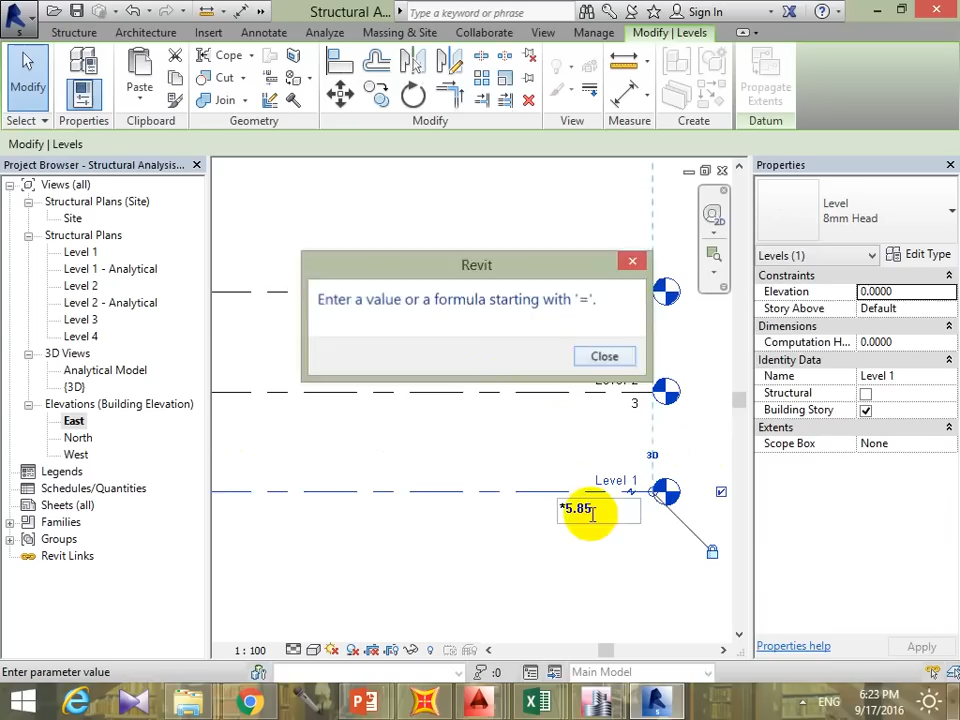 Structural A...
Type a keyword or phrase
Sign In
Structure
Architecture
Insert
Annotate
Analyze
Massing & Site
Collaborate
View
Manage
Modify | Levels
Modify
Paste
Cope
Cut
Join
Propagate
Extents
Select
Properties
Clipboard
Geometry
Modify
View
Measure
Create
Datum
Modify | Levels
Project Browser - Structural Analysis...
Views (all)
Structural Plans (Site)
Site
Structural Plans
Level 1
Level 1 - Analytical
Level 2
Level 2 - Analytical
Level 3
Level 4
3D Views
Analytical Model
{3D}
Elevations (Building Elevation)
East
North
West
Legends
Schedules/Quantities
Sheets (all)
Families
Groups
Revit Links
2D
Revit
Enter a value or a formula starting with '='.
Close
3
3D
Level 1
*5.85
Properties
Level
8mm Head
Levels (1)
Edit Type
Constraints
Elevation 0.0000
Story Above Default
Dimensions
Computation H... 0.0000
Identity Data
Name Level 1
Structural
Building Story
Extents
Scope Box None
Properties help
Apply
1 : 100
Enter parameter value
:0
Main Model
ENG
6:23 PM
9/17/2016